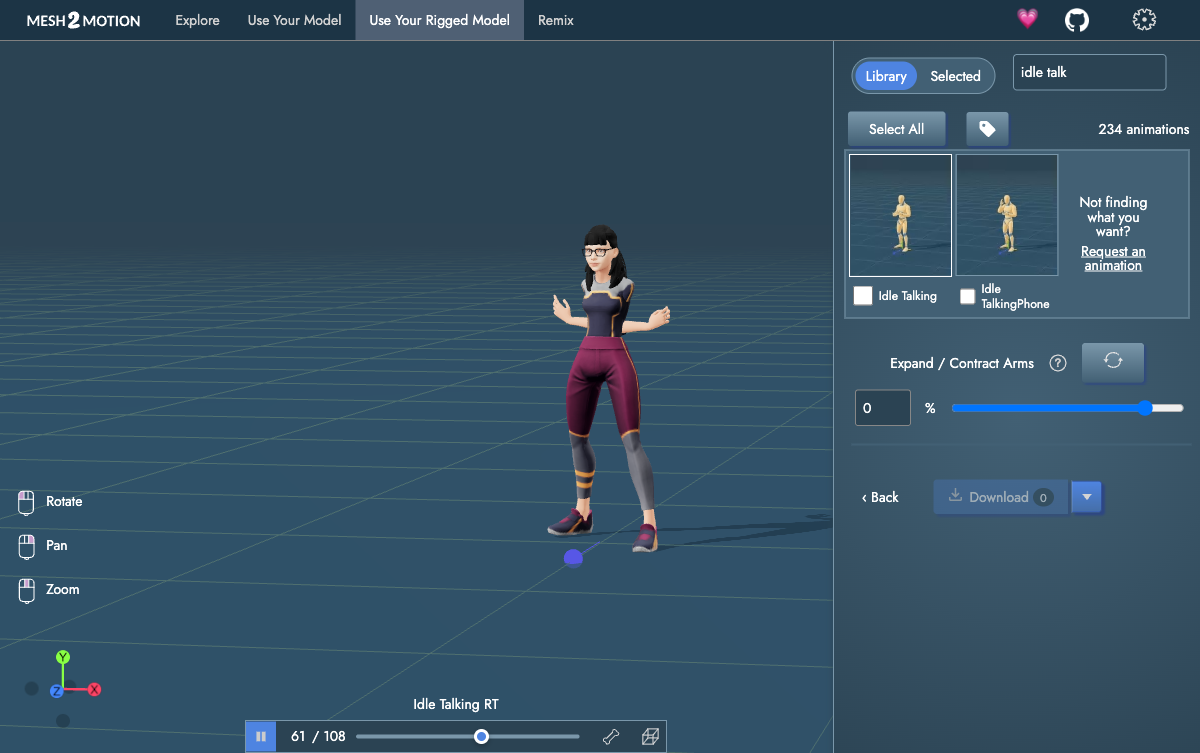 MESH2MOTION Explore Use Your Model Use Your Rigged Model Remix
Library Selected idle talk
Select All 234 animations
Not finding
what you
want?
Request an
animation
Idle Talking
Idle
TalkingPhone
Expand / Contract Arms ?
0 %
‹ Back Download 0
Rotate
Pan
Zoom
Y
Z X
Idle Talking RT
61 / 108